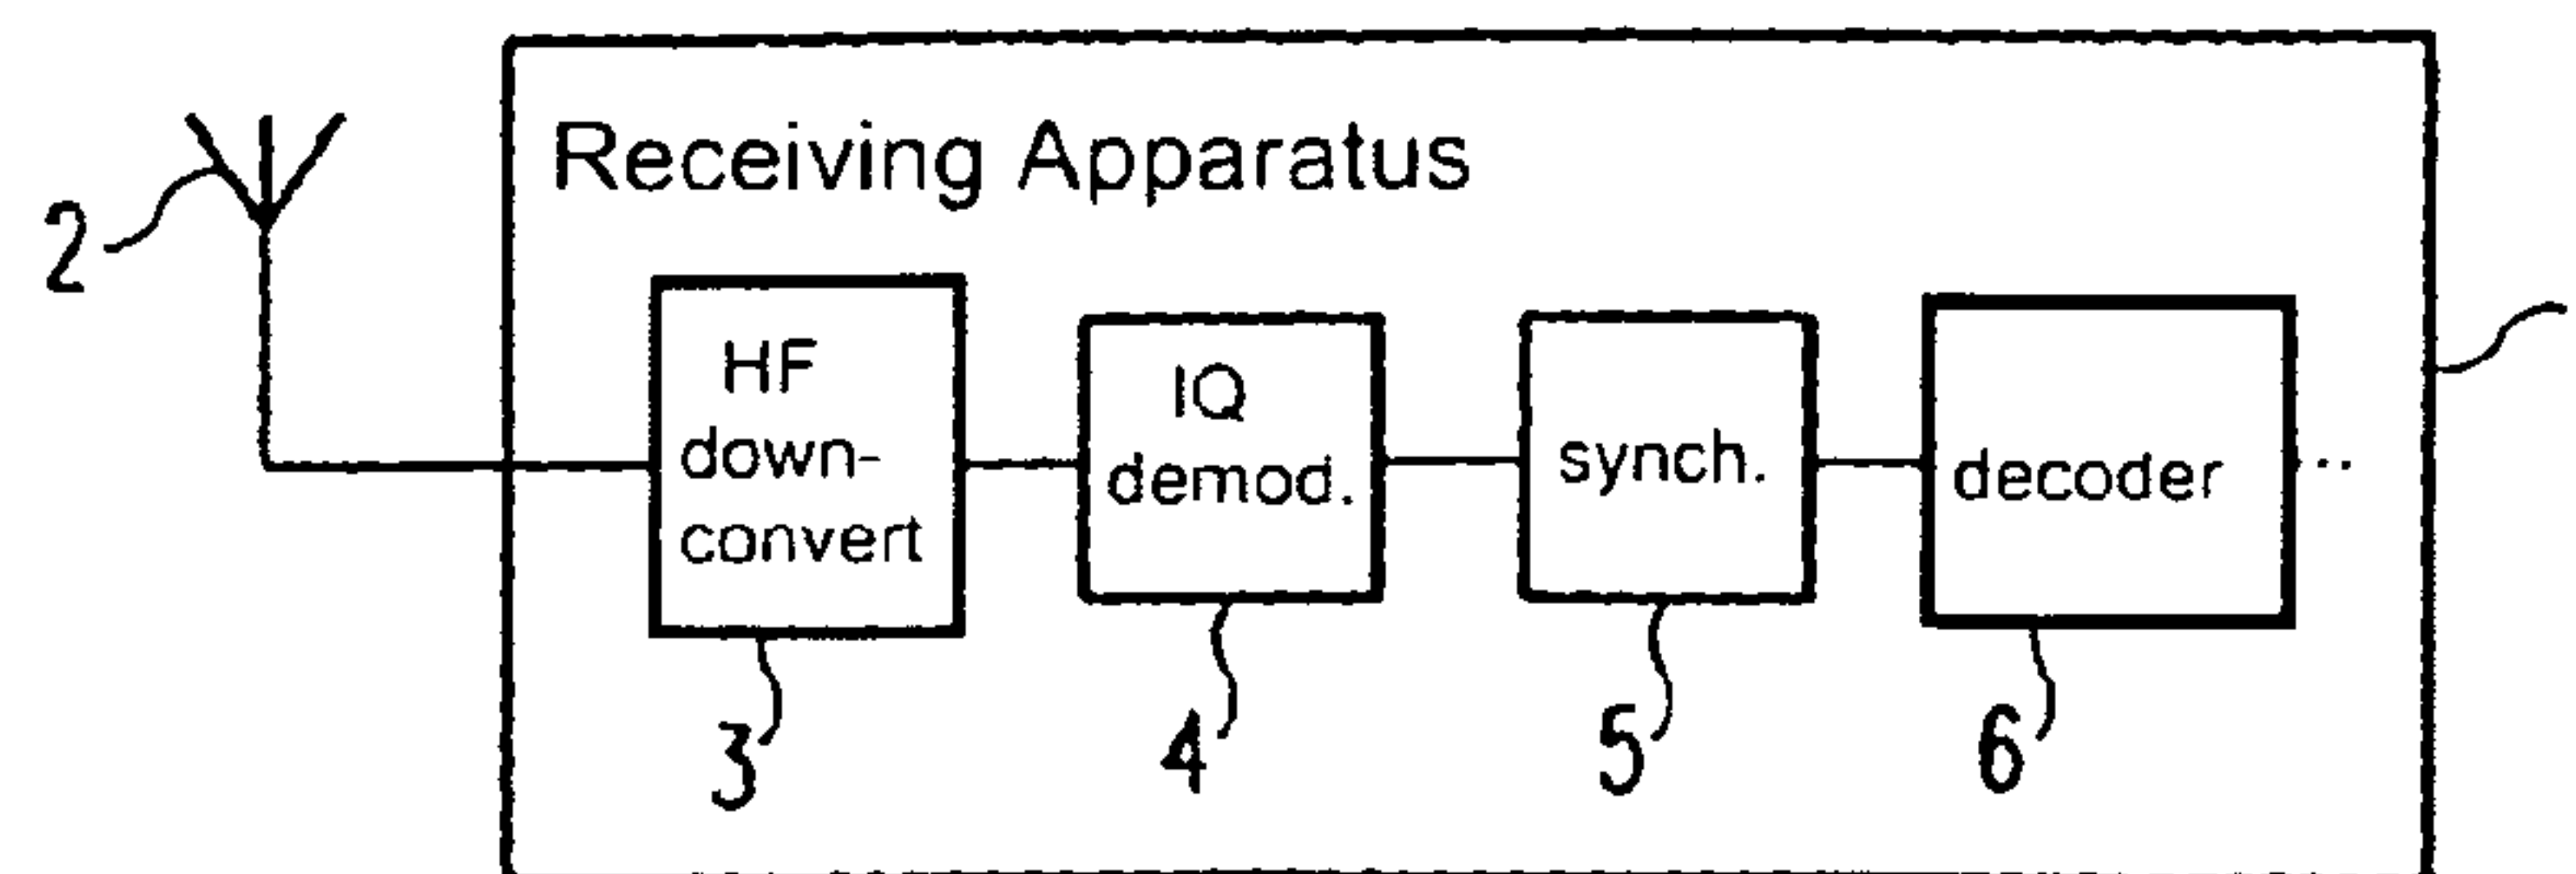 Receiving Apparatus
2
HF
down-
convert
IQ
demod.
synch.
decoder
3
4
5
6